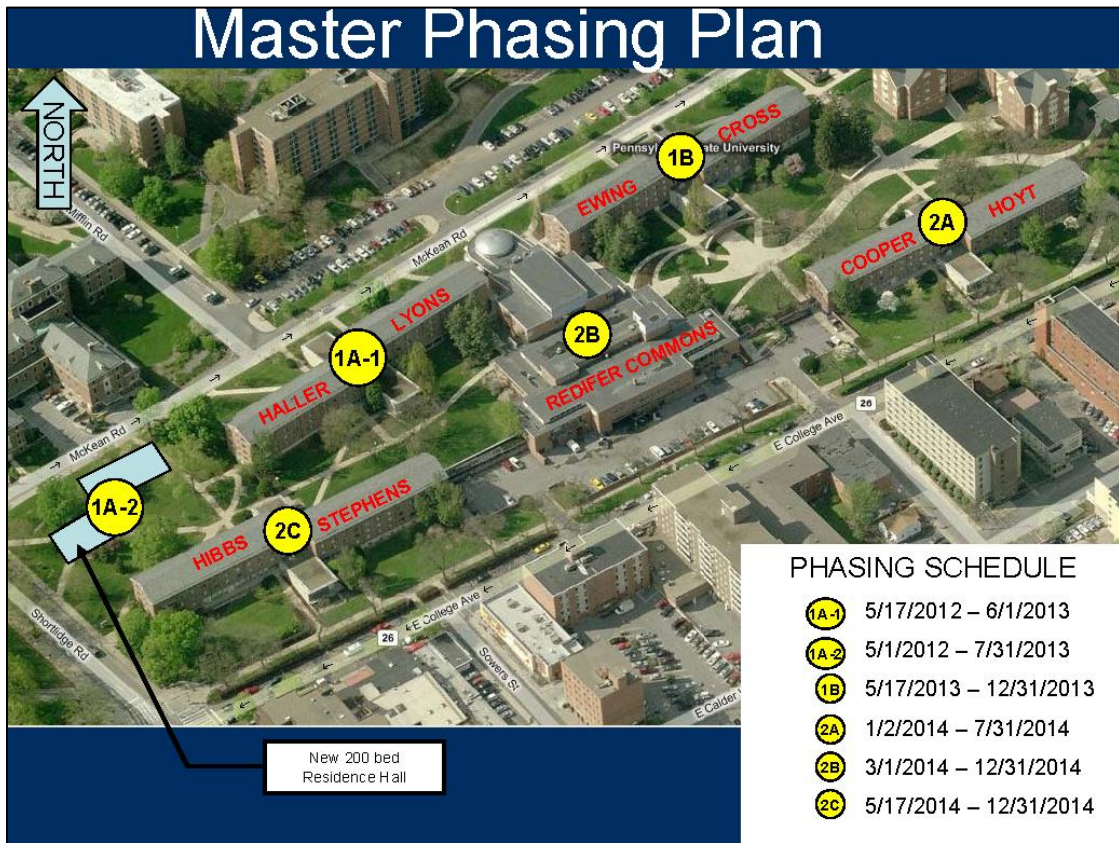 Master Phasing Plan
NORTH
Mifflin Rd
McKean Rd
McKean Rd
Pennsylvania State University
EWING
1B
CROSS
COOPER
2A
HOYT
HALLER
1A-1
LYONS
2B
REDIFER COMMONS
26
E College Ave
1A-2
HIBBS
2C
STEPHENS
Shortlidge Rd
26
E College Ave
Sowers St
E Calder
New 200 bed
Residence Hall
PHASING SCHEDULE
1A-1 5/17/2012 – 6/1/2013
1A-2 5/1/2012 – 7/31/2013
1B 5/17/2013 – 12/31/2013
2A 1/2/2014 – 7/31/2014
2B 3/1/2014 – 12/31/2014
2C 5/17/2014 – 12/31/2014